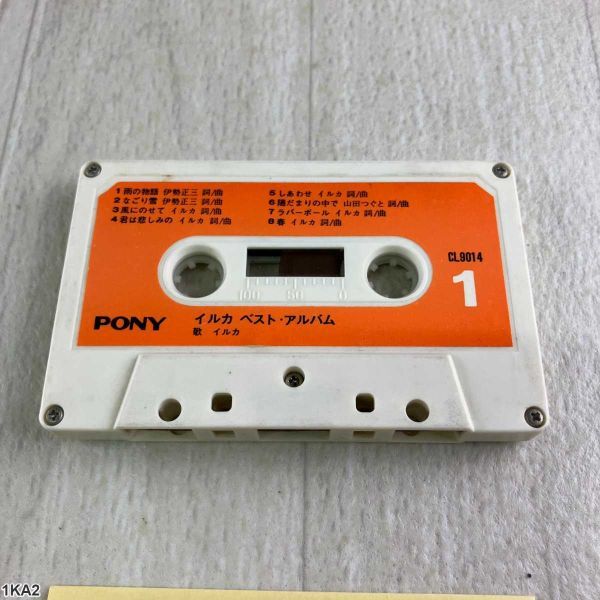 1 雨の物語 伊勢正三 詞/曲
2 なごり雪 伊勢正三 詞/曲
3 風にのせて イルカ 詞/曲
4 君は悲しみの イルカ 詞/曲
5 しあわせ イルカ 詞/曲
6 陽だまりの中で 山田つぐと 詞/曲
7 ラバーボール イルカ 詞/曲
8 春 イルカ 詞/曲
CL9014
1
100 50 0
PONY
イルカ ベスト・アルバム
歌 イルカ
1KA2